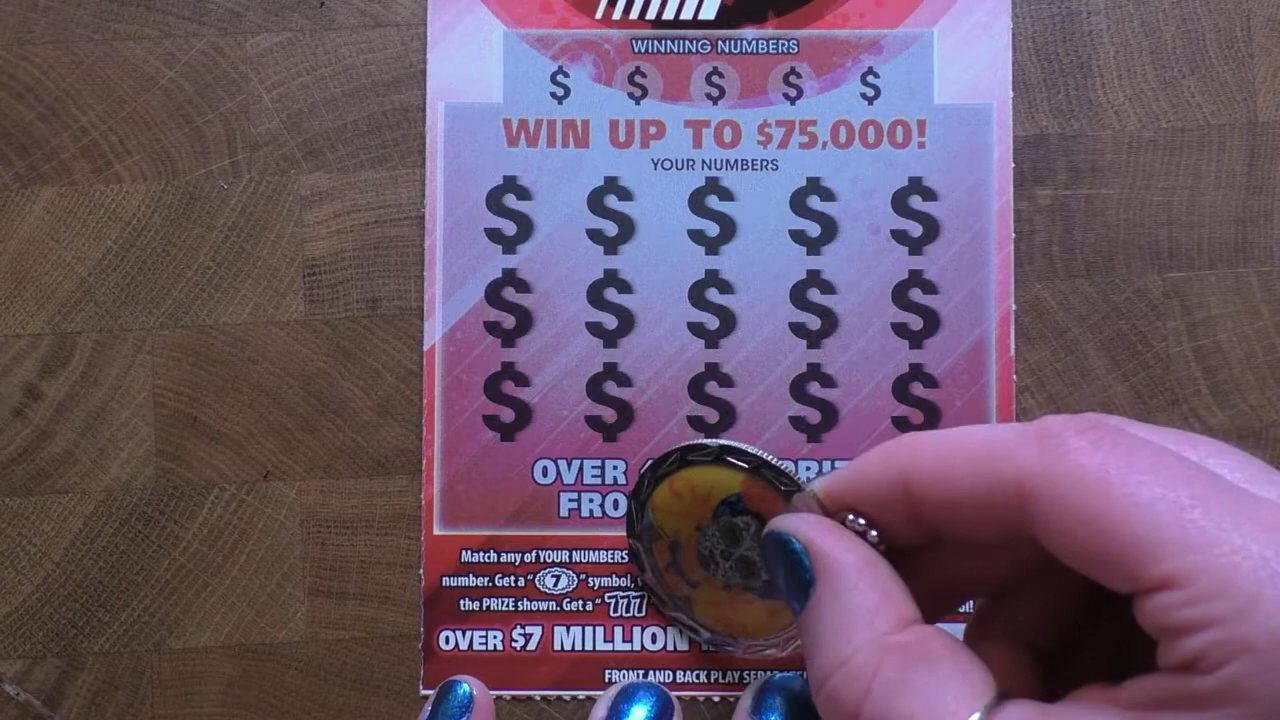 WINNING NUMBERS
$ $ $ $ $
WIN UP TO $75,000!
YOUR NUMBERS
$ $ $ $ $
$ $ $ $ $
$ $ $ $ $
OVER
Match any of YOUR NUMBERS
number. Get a "7" symbol,
the PRIZE shown. Get a "777
OVER $7 MILLION
FRONT AND BACK PLAY